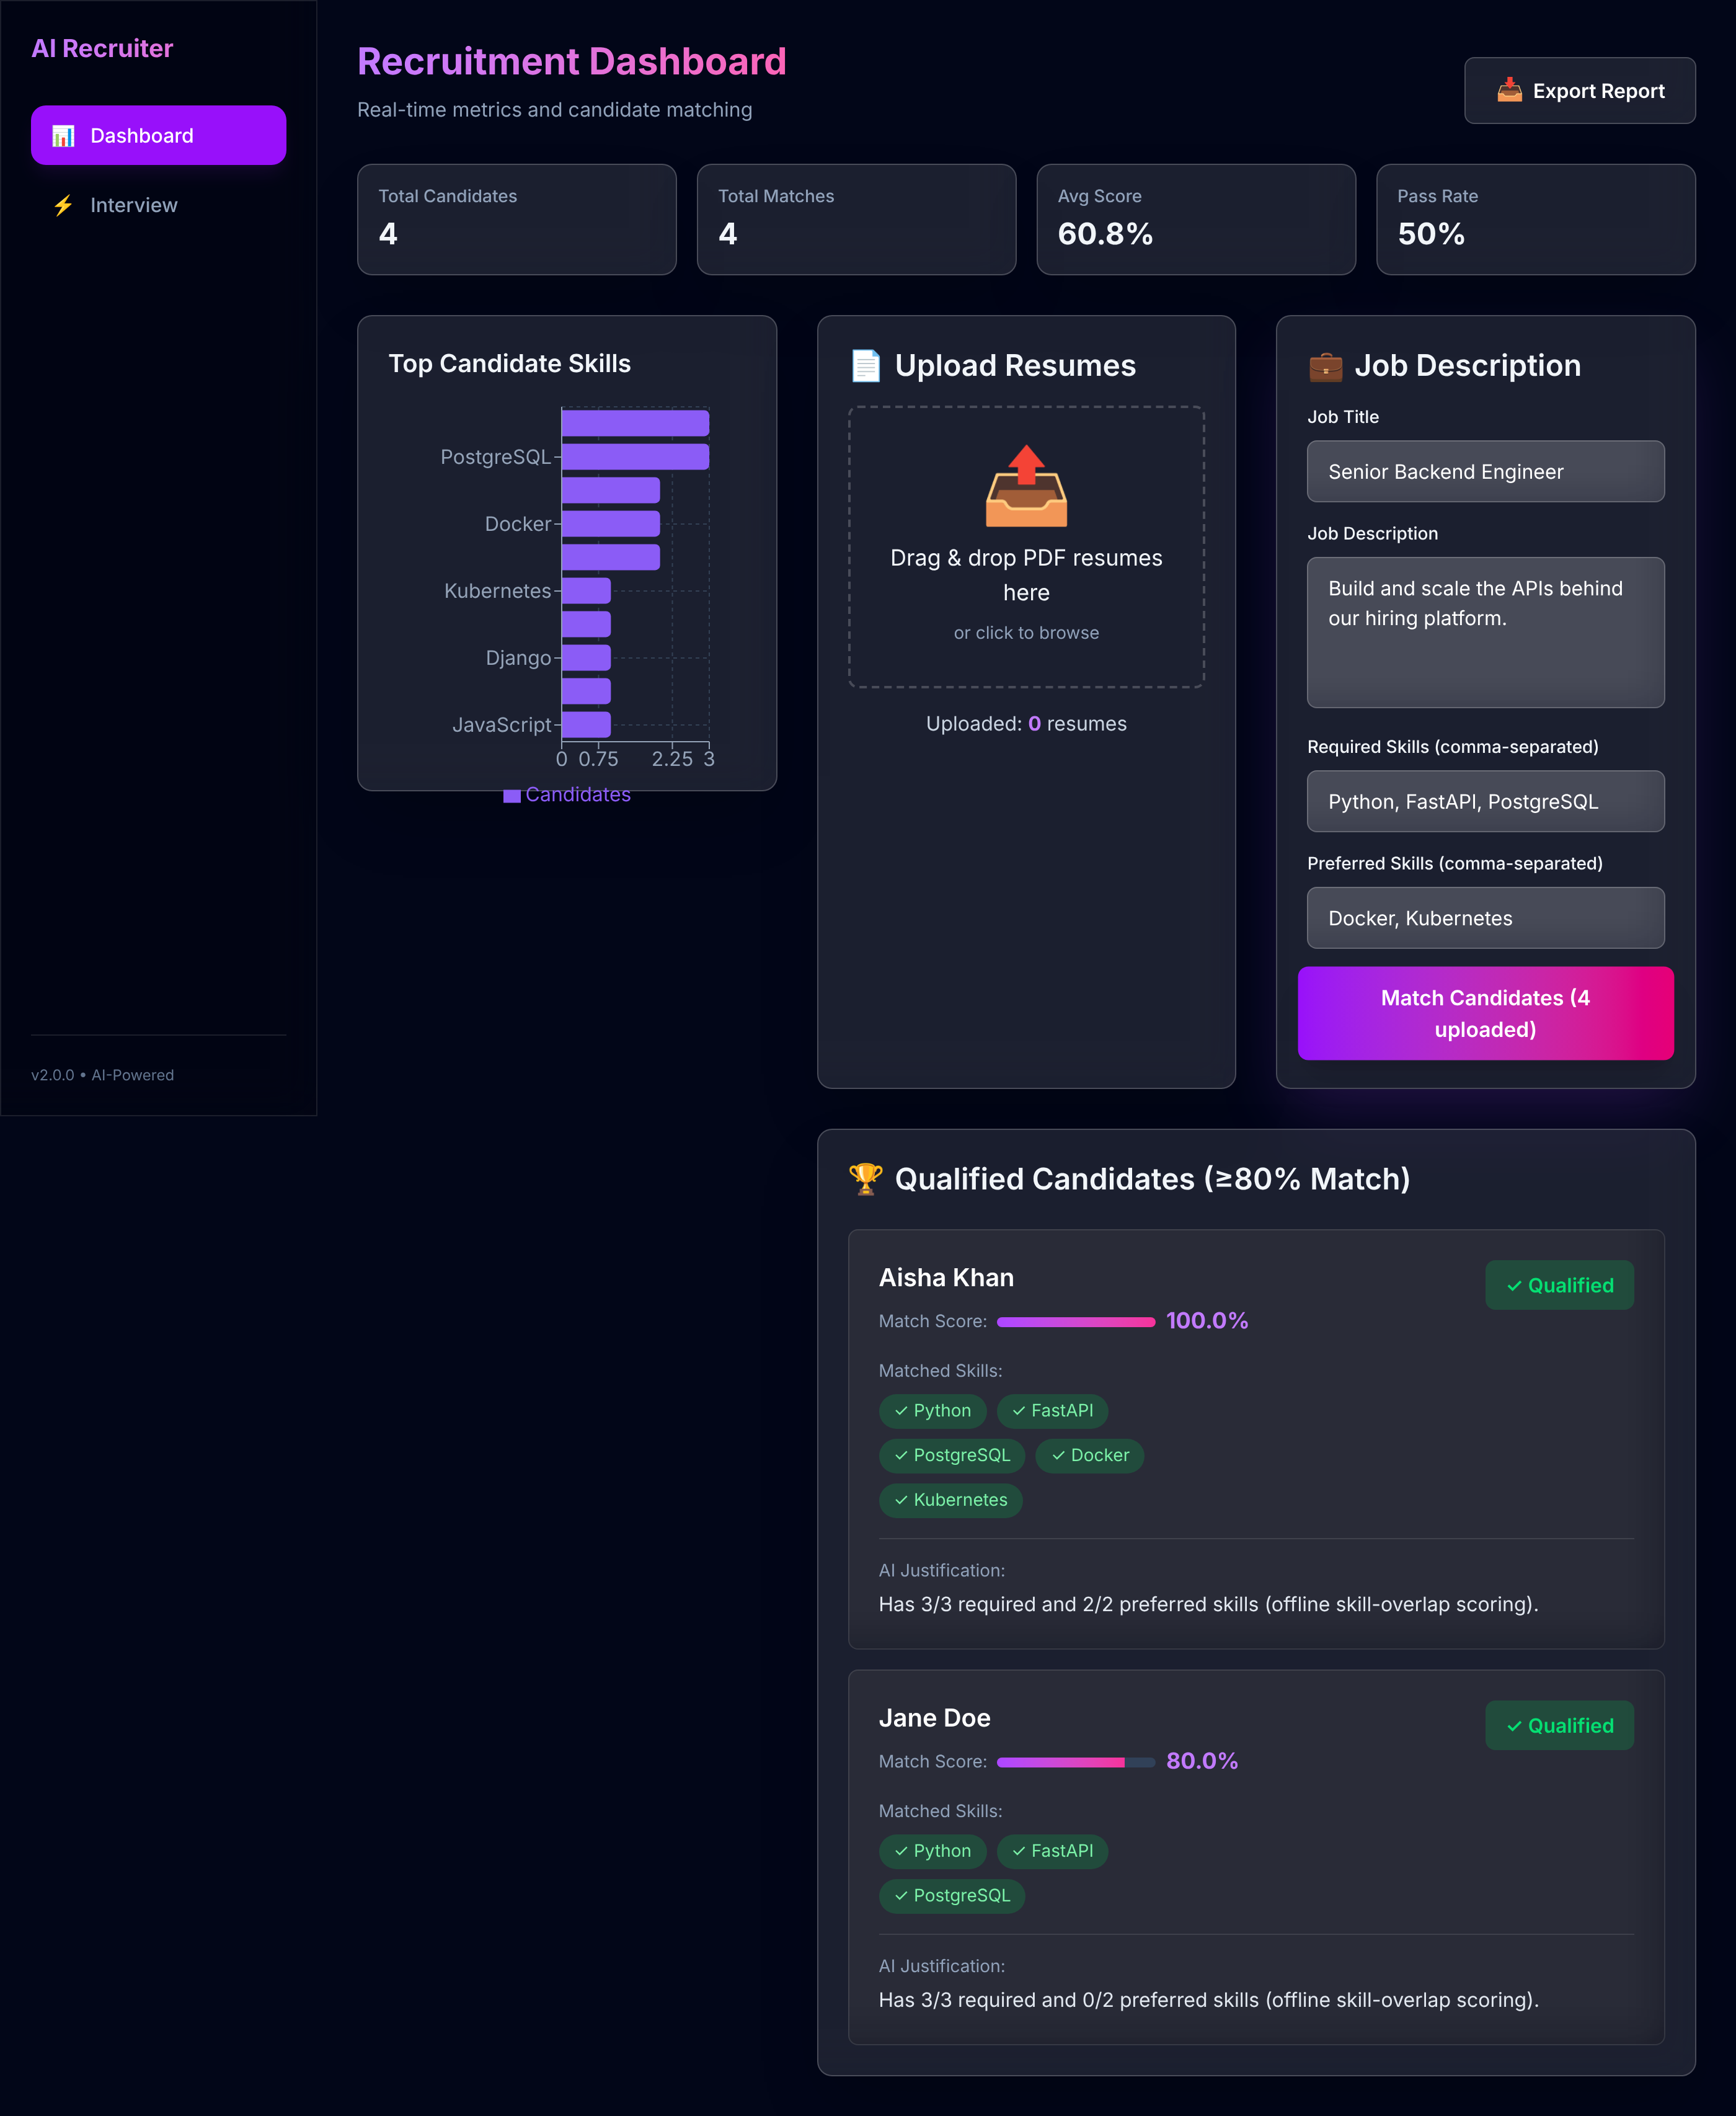 AI Recruiter
📊 Dashboard
⚡ Interview
v2.0.0 • AI-Powered
Recruitment Dashboard
Real-time metrics and candidate matching
📥 Export Report
Total Candidates
4
Total Matches
4
Avg Score
60.8%
Pass Rate
50%
Top Candidate Skills
PostgreSQL
Docker
Kubernetes
Django
JavaScript
0 0.75 2.25 3
Candidates
📄 Upload Resumes
Drag & drop PDF resumes
here
or click to browse
Uploaded: 0 resumes
💼 Job Description
Job Title
Senior Backend Engineer
Job Description
Build and scale the APIs behind
our hiring platform.
Required Skills (comma-separated)
Python, FastAPI, PostgreSQL
Preferred Skills (comma-separated)
Docker, Kubernetes
Match Candidates (4
uploaded)
🏆 Qualified Candidates (≥80% Match)
Aisha Khan
✓ Qualified
Match Score: 100.0%
Matched Skills:
✓ Python ✓ FastAPI
✓ PostgreSQL ✓ Docker
✓ Kubernetes
AI Justification:
Has 3/3 required and 2/2 preferred skills (offline skill-overlap scoring).
Jane Doe
✓ Qualified
Match Score: 80.0%
Matched Skills:
✓ Python ✓ FastAPI
✓ PostgreSQL
AI Justification:
Has 3/3 required and 0/2 preferred skills (offline skill-overlap scoring).